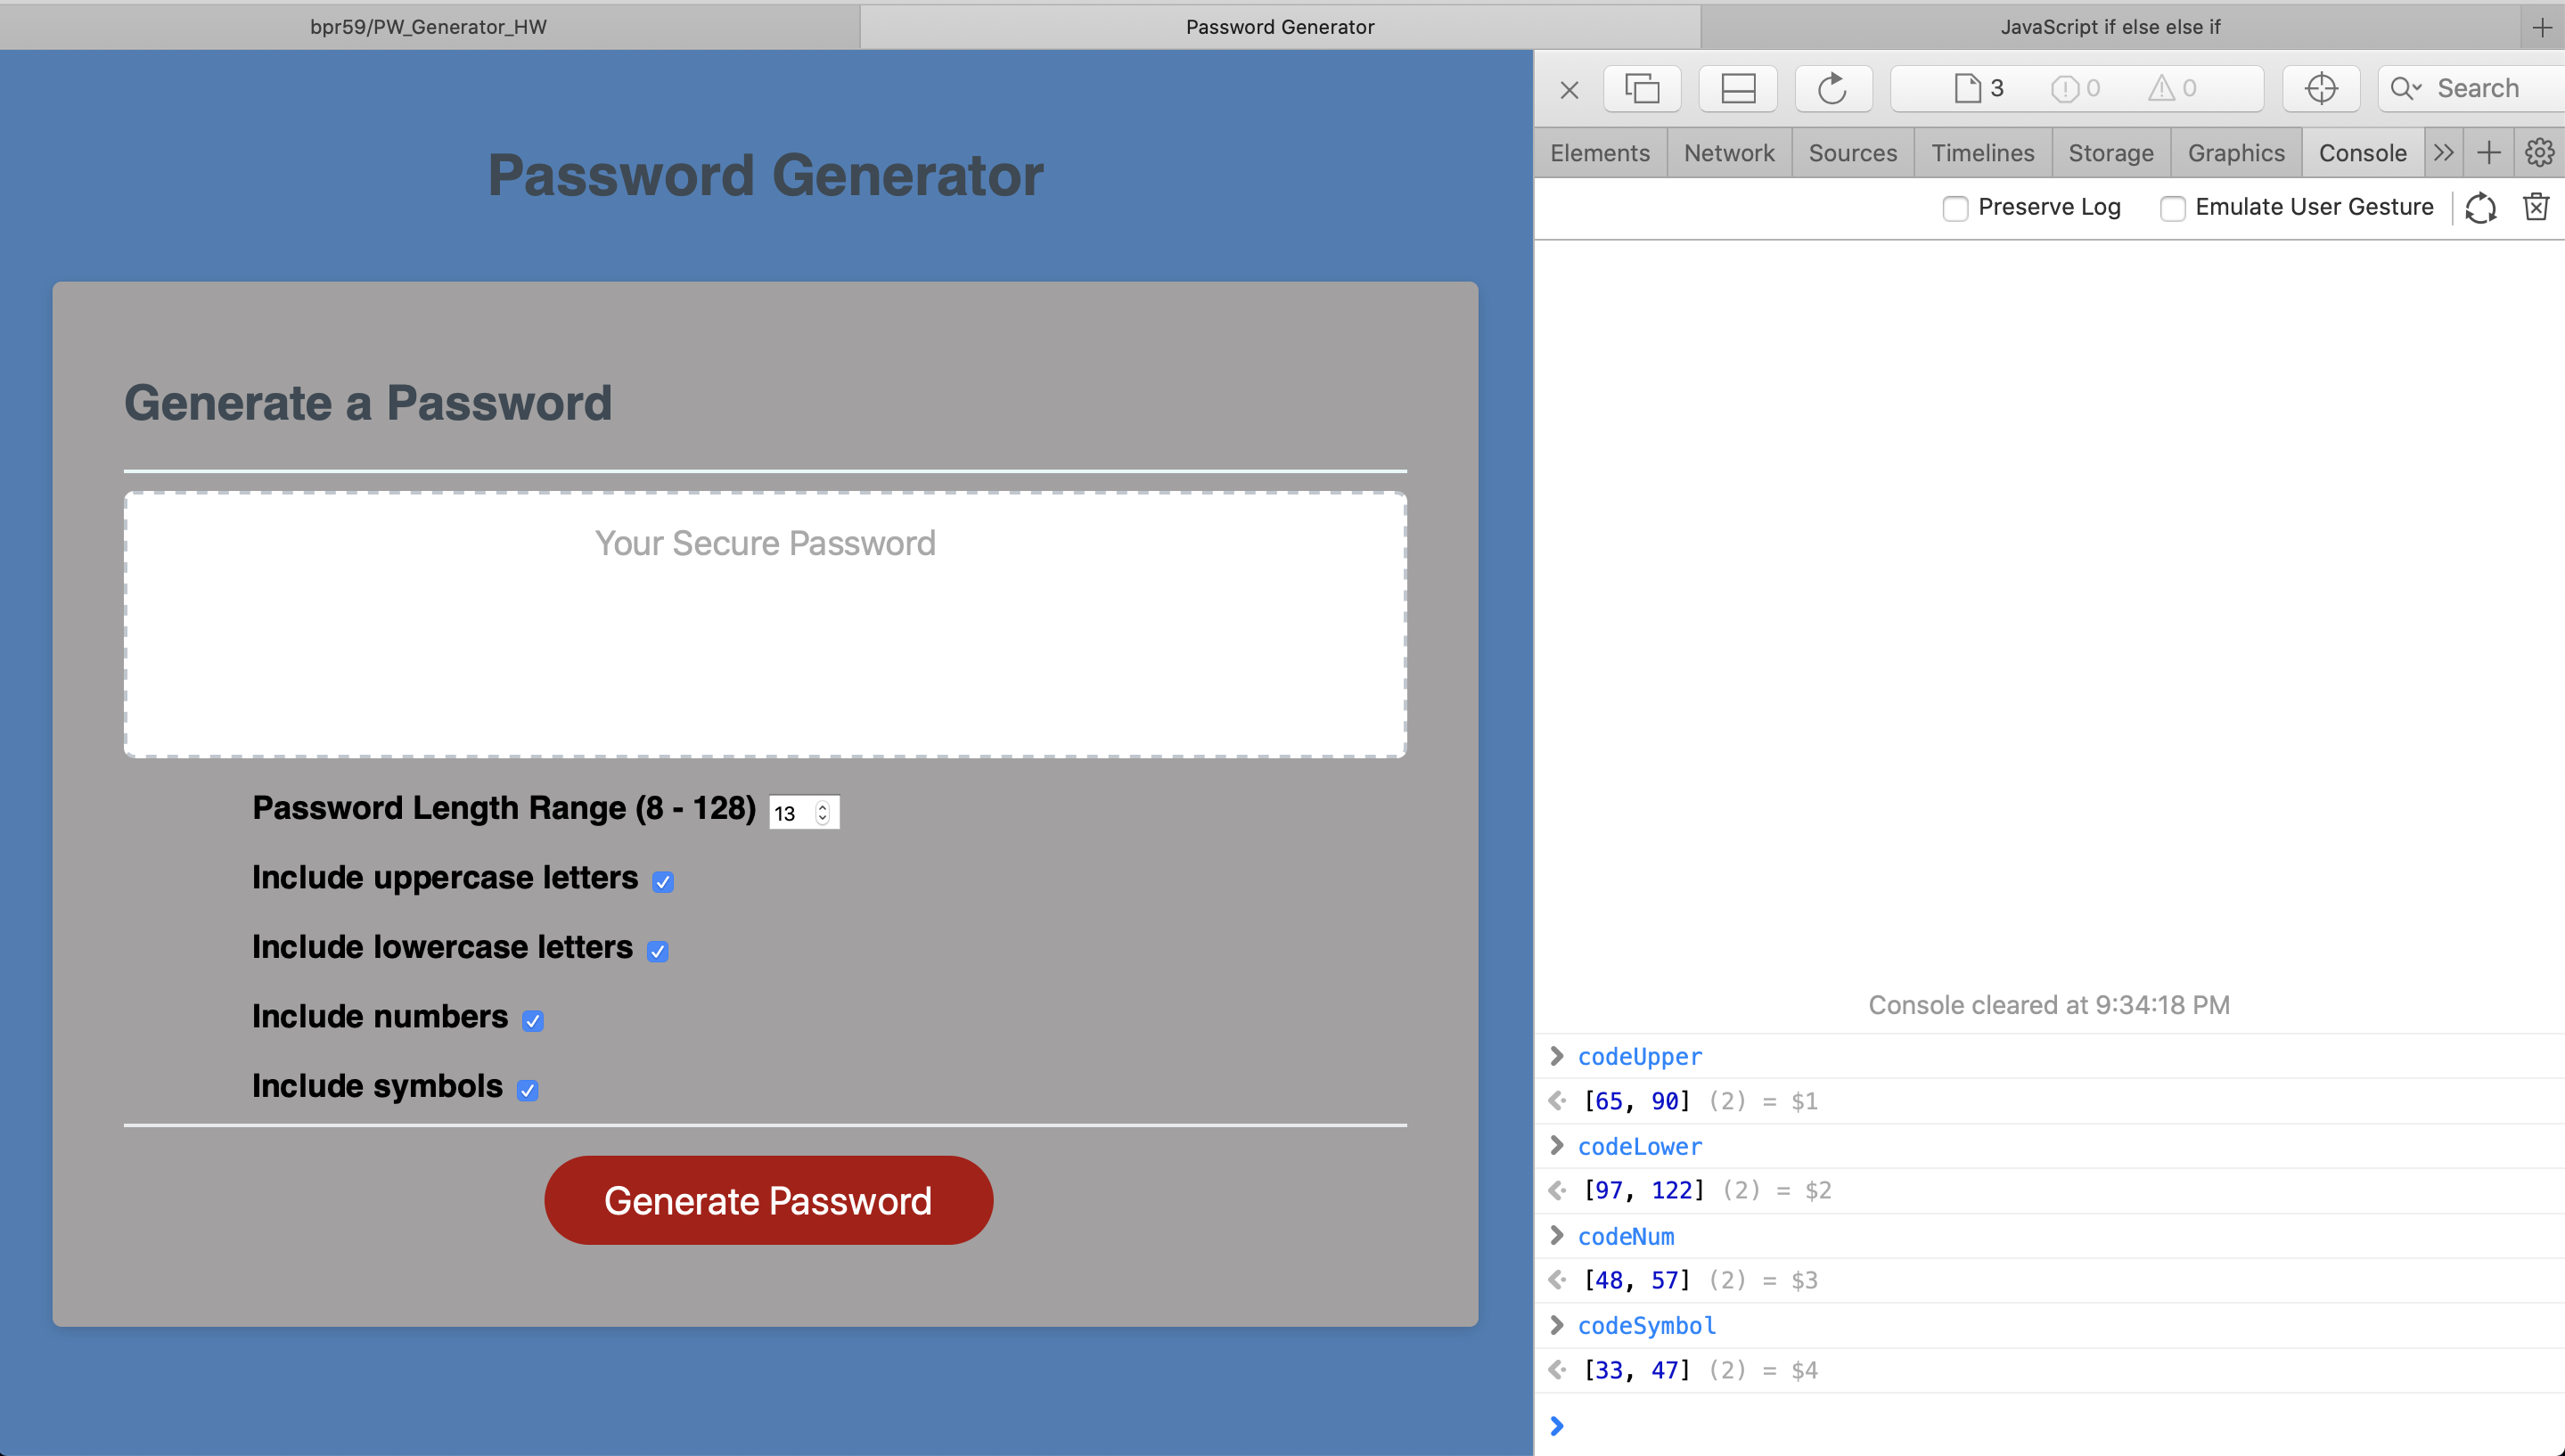 bpr59/PW_Generator_HW
Password Generator
JavaScript if else else if
3
0
0
Search
Elements
Network
Sources
Timelines
Storage
Graphics
Console
Preserve Log
Emulate User Gesture
Password Generator
Generate a Password
Your Secure Password
Password Length Range (8 - 128) 13
Include uppercase letters
Include lowercase letters
Include numbers
Include symbols
Generate Password
Console cleared at 9:34:18 PM
codeUpper
[65, 90] (2) = $1
codeLower
[97, 122] (2) = $2
codeNum
[48, 57] (2) = $3
codeSymbol
[33, 47] (2) = $4